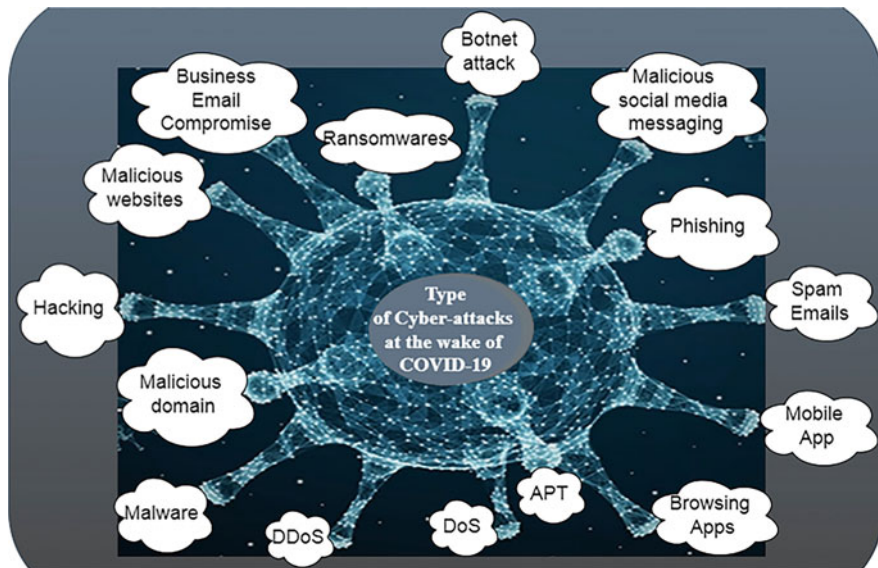 Botnet
attack
Business
Email
Compromise
Malicious
social media
messaging
Ransomwares
Malicious
websites
Phishing
Hacking
Type
of Cyber-attacks
at the wake of
COVID-19
Spam
Emails
Malicious
domain
Mobile
App
Malware
DDoS
DoS
APT
Browsing
Apps